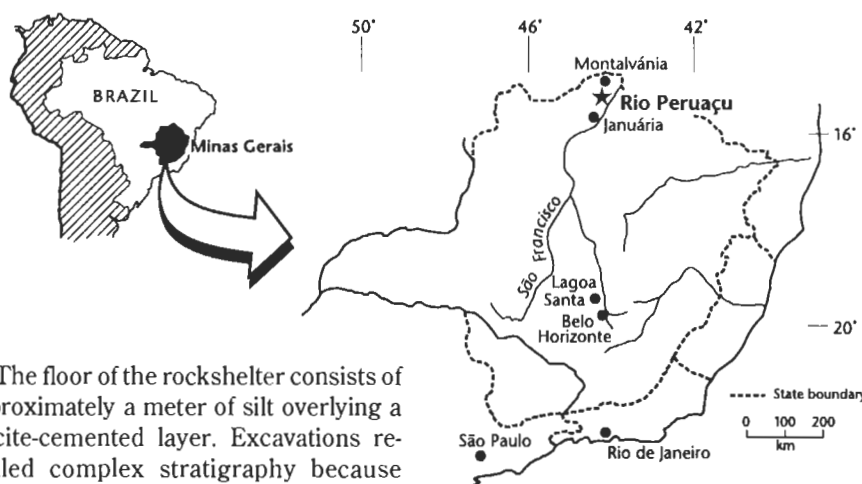 50°
46°
42°
BRAZIL
Minas Gerais
Montalvánia
Rio Peruaçu
Januária
16°
São Francisco
Lagoa
Santa
Belo
Horizonte
20°
The floor of the rockshelter consists of
proximately a meter of silt overlying a
cite-cemented layer. Excavations re-
led complex stratigraphy because
State boundary
0 100 200
km
São Paulo
Rio de Janeiro